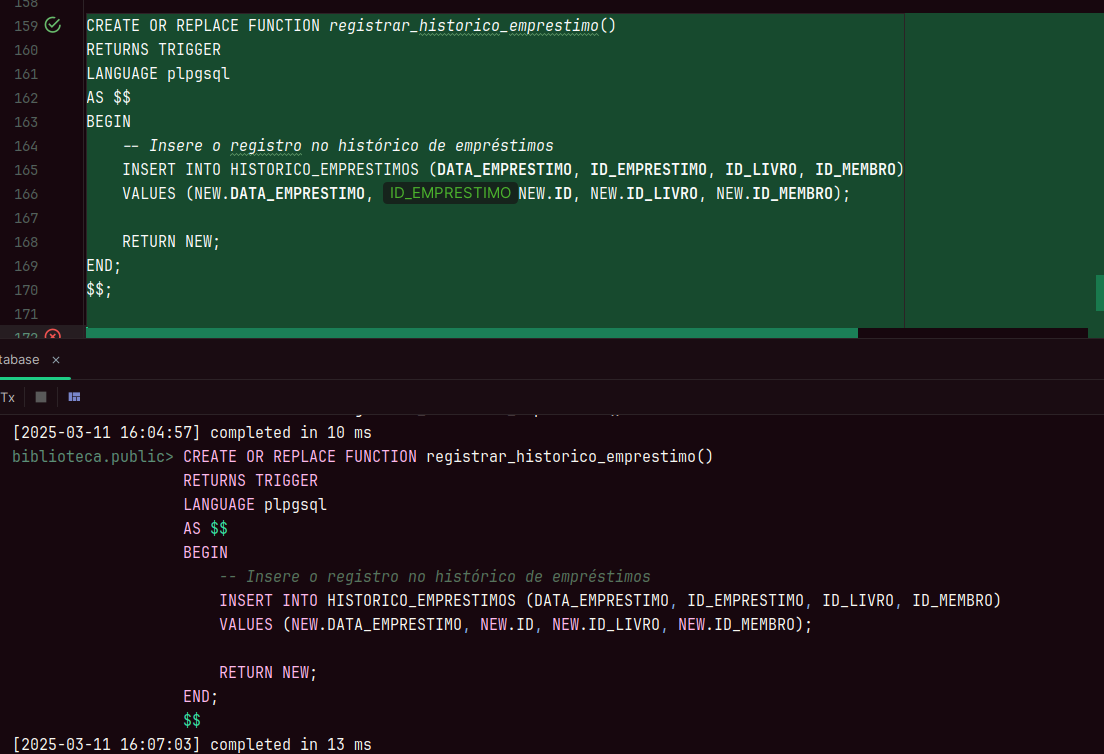 158
159 CREATE OR REPLACE FUNCTION registrar_historico_emprestimo()
160 RETURNS TRIGGER
161 LANGUAGE plpgsql
162 AS $$
163 BEGIN
164 -- Insere o registro no histórico de empréstimos
165 INSERT INTO HISTORICO_EMPRESTIMOS (DATA_EMPRESTIMO, ID_EMPRESTIMO, ID_LIVRO, ID_MEMBRO)
166 VALUES (NEW.DATA_EMPRESTIMO, ID_EMPRESTIMO NEW.ID, NEW.ID_LIVRO, NEW.ID_MEMBRO);
167
168 RETURN NEW;
169 END;
170 $$;
171
172
tabase ×
Tx
[2025-03-11 16:04:57] completed in 10 ms
biblioteca.public> CREATE OR REPLACE FUNCTION registrar_historico_emprestimo()
RETURNS TRIGGER
LANGUAGE plpgsql
AS $$
BEGIN
-- Insere o registro no histórico de empréstimos
INSERT INTO HISTORICO_EMPRESTIMOS (DATA_EMPRESTIMO, ID_EMPRESTIMO, ID_LIVRO, ID_MEMBRO)
VALUES (NEW.DATA_EMPRESTIMO, NEW.ID, NEW.ID_LIVRO, NEW.ID_MEMBRO);
RETURN NEW;
END;
$$
[2025-03-11 16:07:03] completed in 13 ms